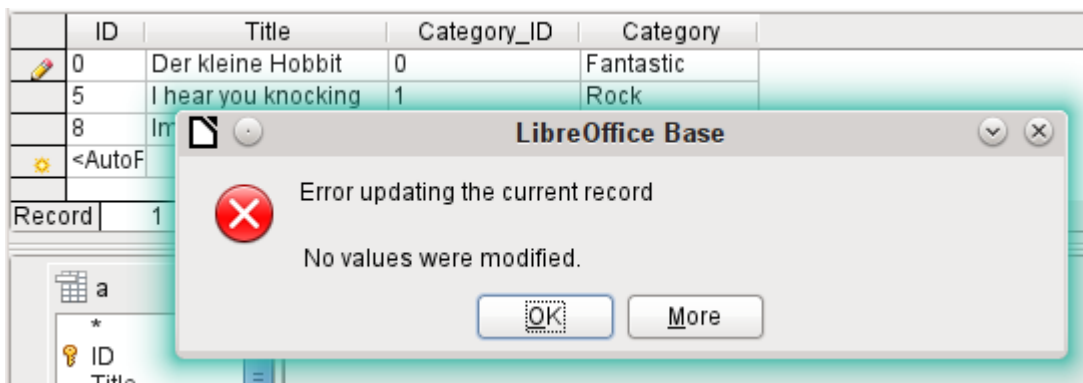 ID Title Category_ID Category
0 Der kleine Hobbit 0 Fantastic
5 I hear you knocking 1 Rock
8
<AutoF
Record 1
LibreOffice Base
Error updating the current record
No values were modified.
OK More
a
*
ID
Title